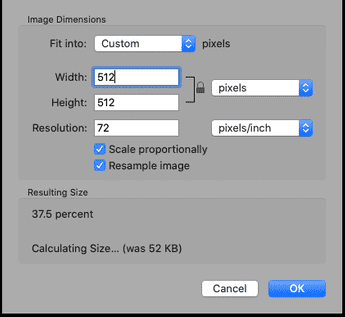 Image Dimensions
Fit into: Custom pixels
Width: 512
pixels
Height: 512
Resolution: 72 pixels/inch
Scale proportionally
Resample image
Resulting Size
37.5 percent
Calculating Size... (was 52 KB)
Cancel OK